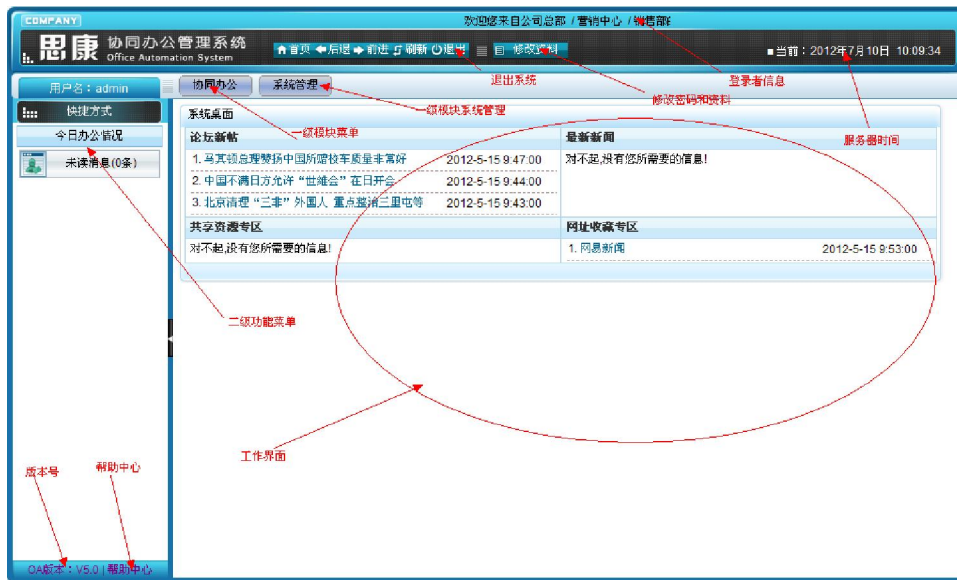 COMPANY
欢迎您来自公司总部 / 营销中心 / 销售部
思康 协同办公管理系统
Office Automation System
首页 后退 前进 刷新 退出 修改资料
■当前：2012年7月10日 10:09:34
用户名：admin
协同办公 系统管理
退出系统
登录者信息
修改密码和资料
服务器时间
快捷方式
系统桌面
一级模块系统管理
一级模块菜单
今日办公情况
论坛新帖
最新新闻
未读消息(0条)
1. 马其顿总理赞扬中国所赠校车质量非常好 2012-5-15 9:47:00
对不起,没有您所需要的信息!
2. 中国不满日方允许“世维会”在日开会 2012-5-15 9:44:00
3. 北京清理“三非”外国人 重点整治三里屯等 2012-5-15 9:43:00
共享资源专区
网址收藏专区
对不起,没有您所需要的信息!
1. 网易新闻 2012-5-15 9:53:00
二级功能菜单
工作界面
版本号
帮助中心
OA版本：V5.0 | 帮助中心